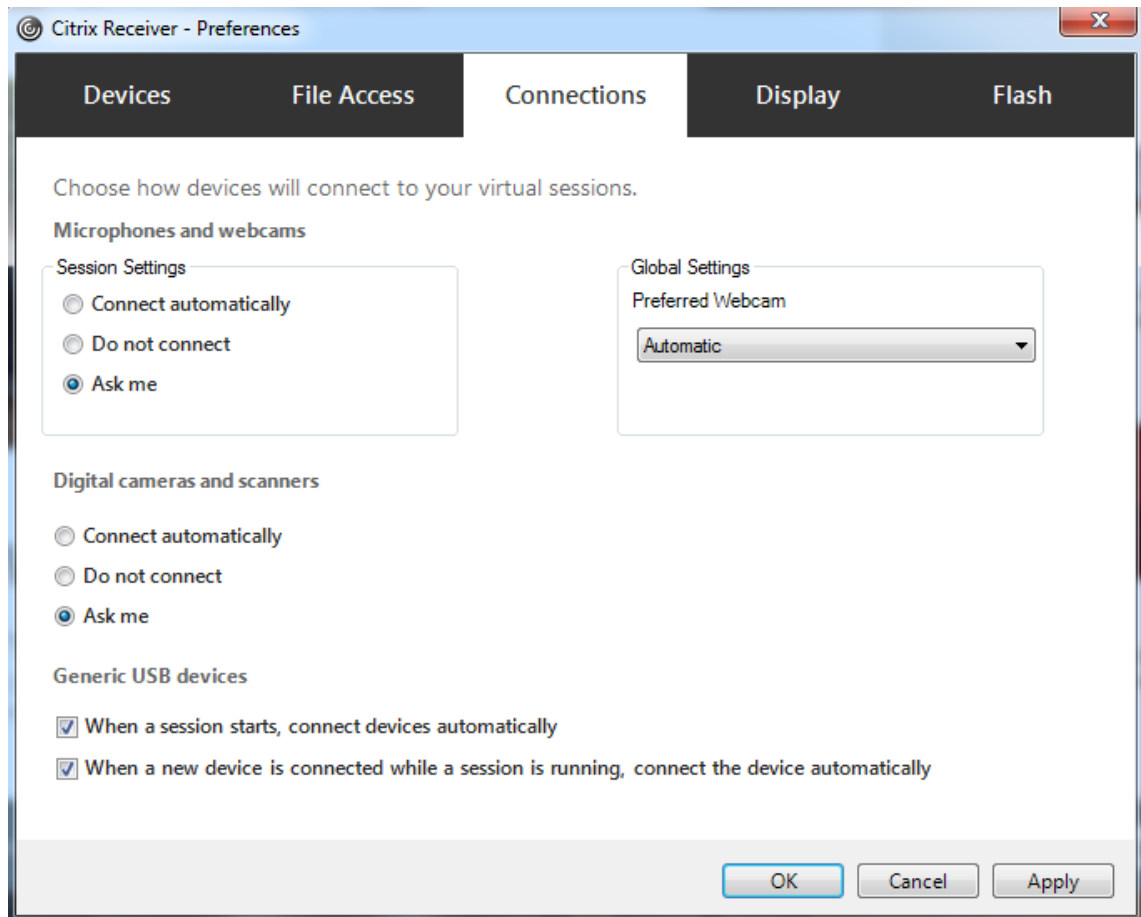 Citrix Receiver - Preferences
X
Devices File Access Connections Display Flash
Choose how devices will connect to your virtual sessions.
Microphones and webcams
Session Settings
Connect automatically
Do not connect
Ask me
Global Settings
Preferred Webcam
Automatic
Digital cameras and scanners
Connect automatically
Do not connect
Ask me
Generic USB devices
When a session starts, connect devices automatically
When a new device is connected while a session is running, connect the device automatically
OK Cancel Apply